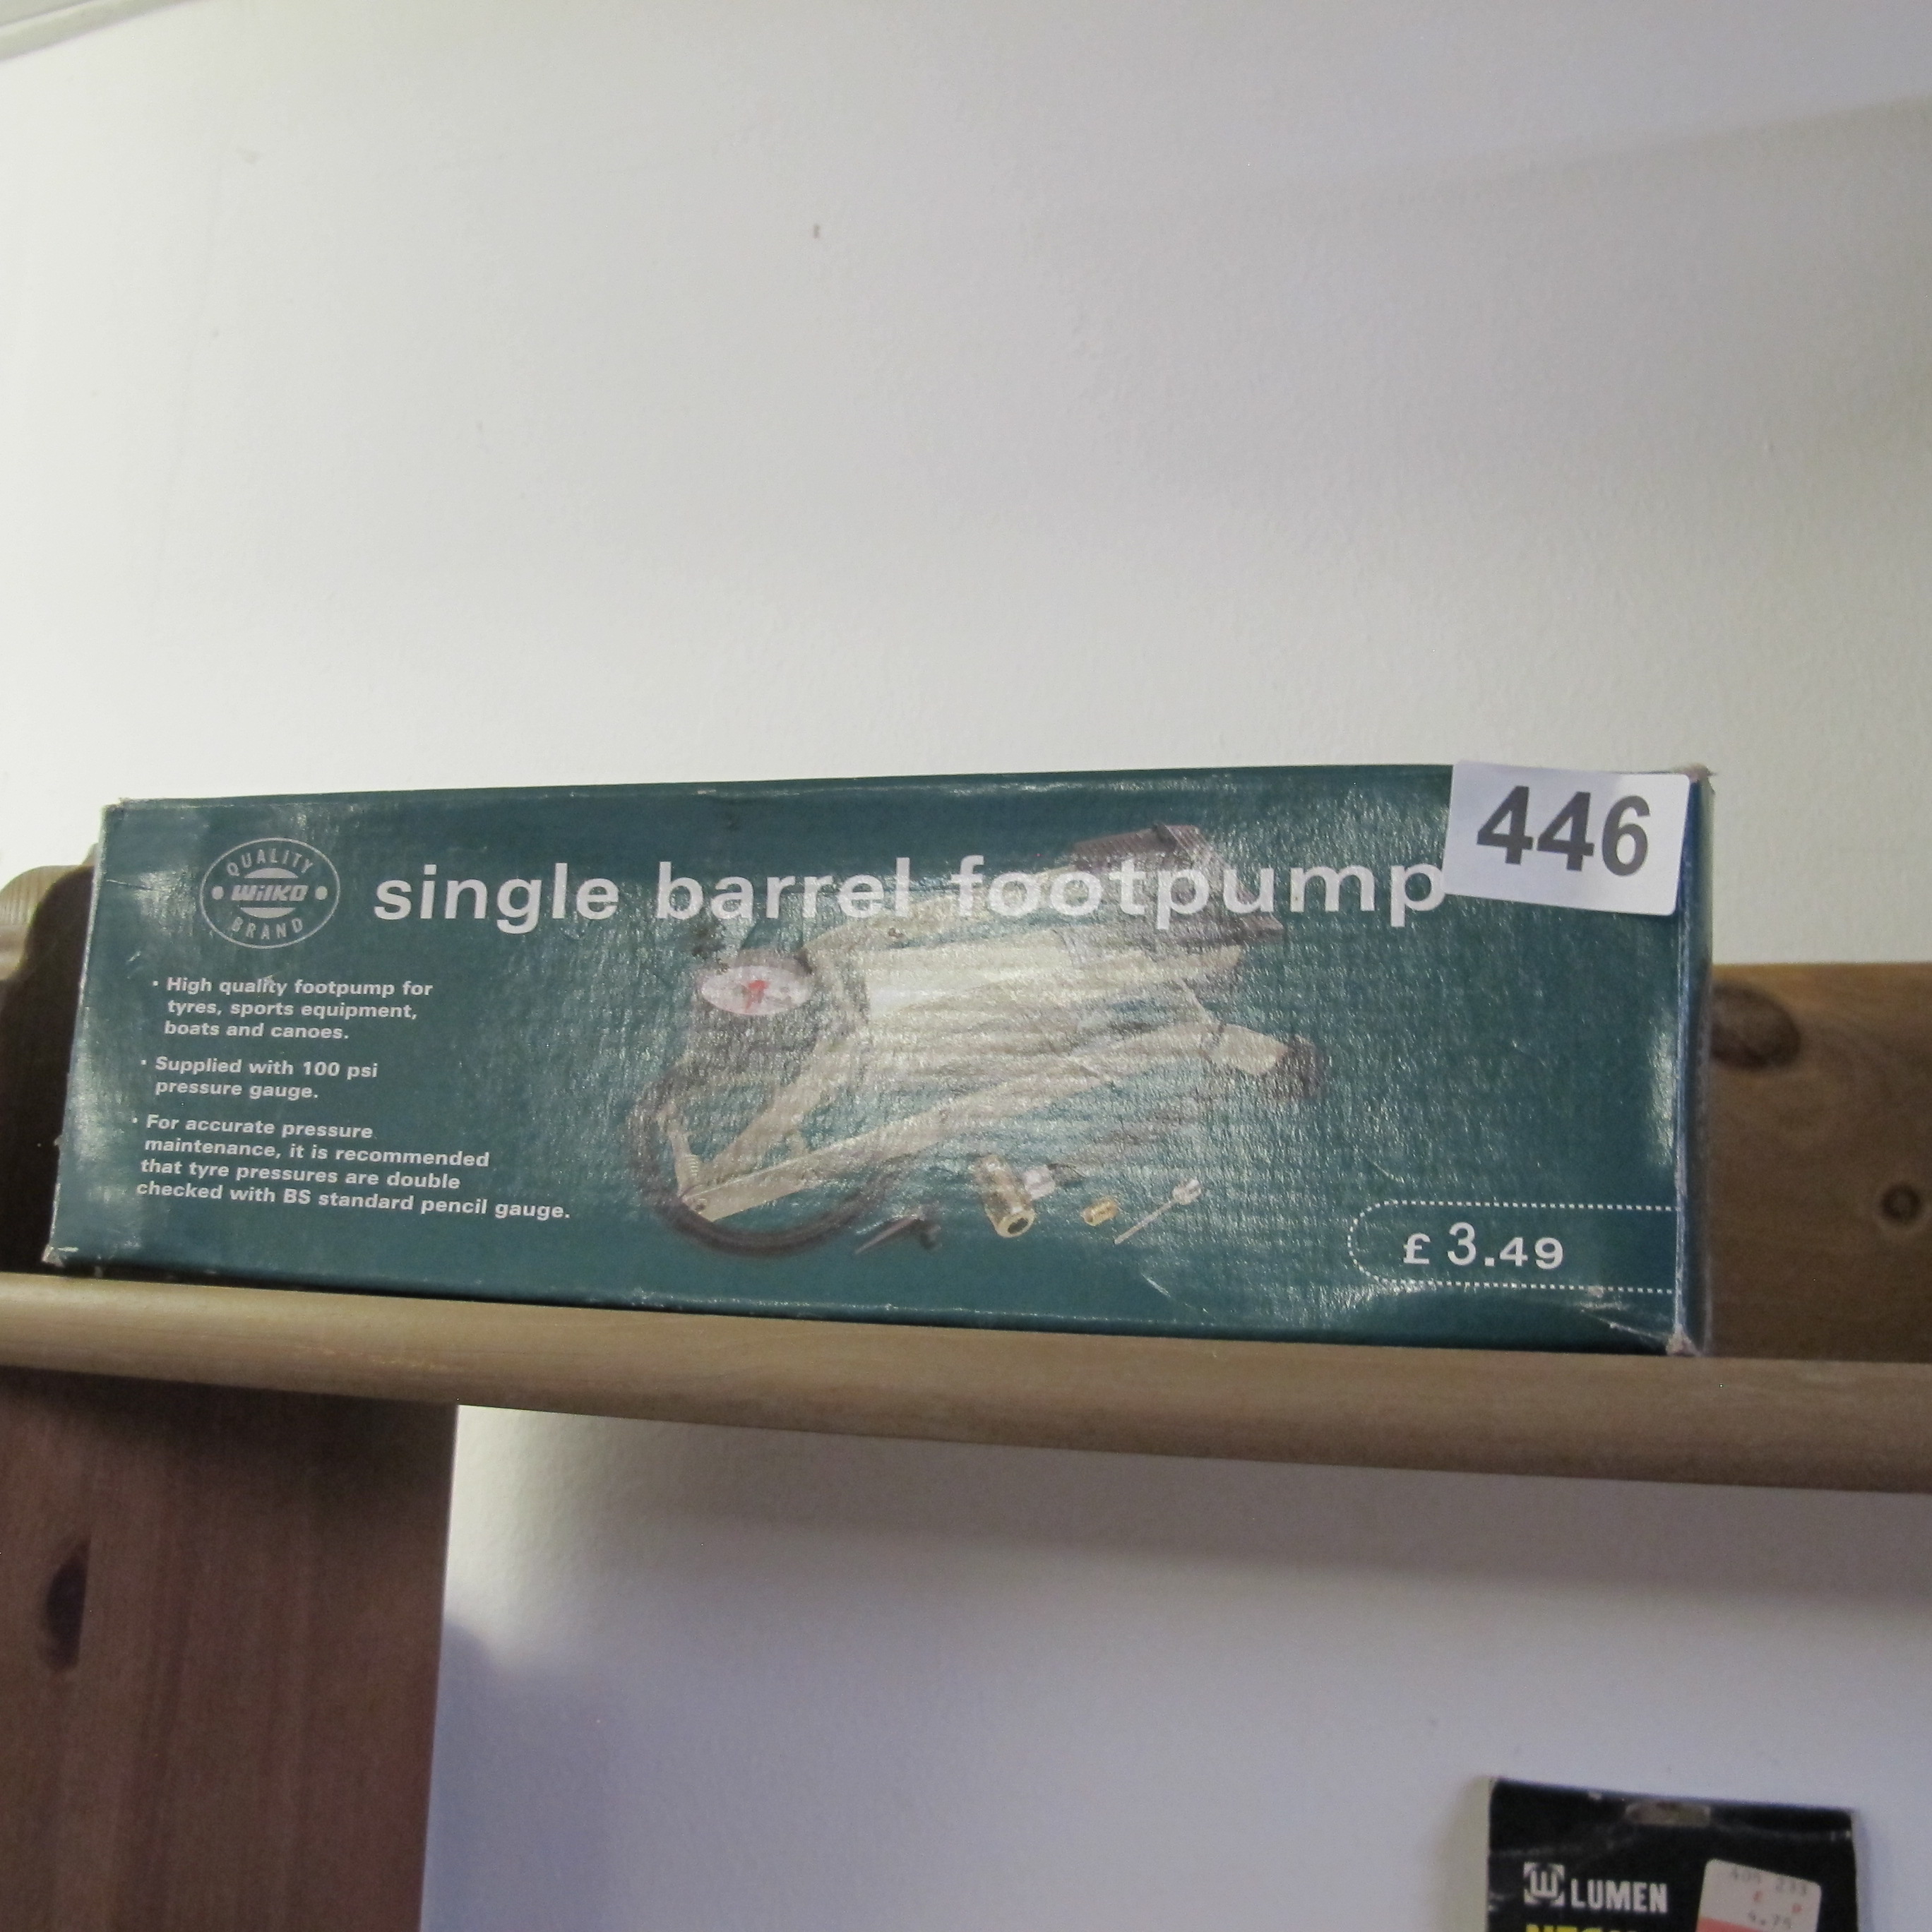 446
QUALITY
WilKO
BRAND
single barrel footpump
· High quality footpump for
tyres, sports equipment,
boats and canoes.
· Supplied with 100 psi
pressure gauge.
· For accurate pressure
maintenance, it is recommended
that tyre pressures are double
checked with BS standard pencil gauge.
£ 3.49
LUMEN